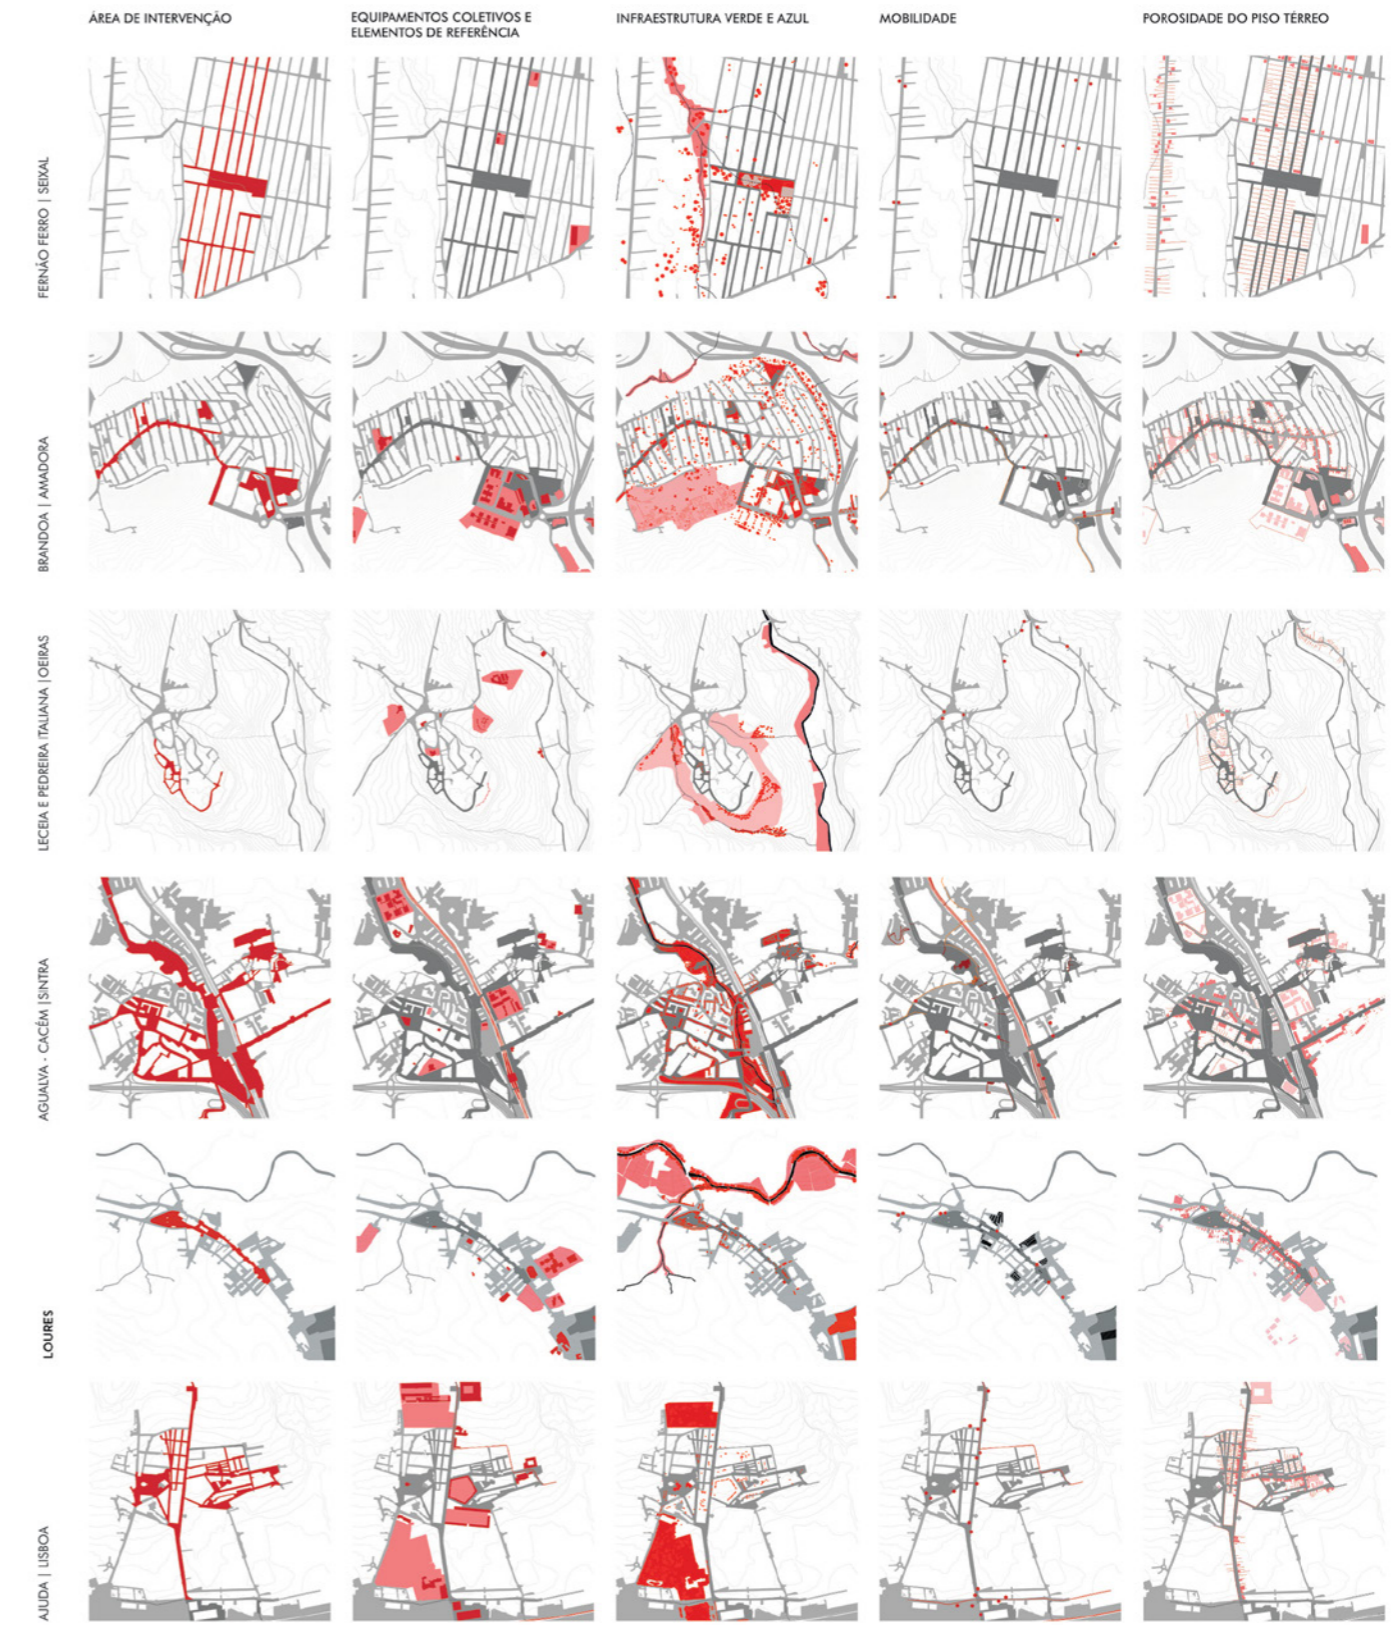 ÁREA DE INTERVENÇÃO
EQUIPAMENTOS COLETIVOS E
ELEMENTOS DE REFERÊNCIA
INFRAESTRUTURA VERDE E AZUL
MOBILIDADE
POROSIDADE DO PISO TÉRREO
FERNÃO FERRO | SEIXAL
BRANDOA | AMADORA
LECEIA E PEDREIRA ITALIANA |OEIRAS
AGUALVA - CACÉM |SINTRA
LOURES
AJUDA | LISBOA